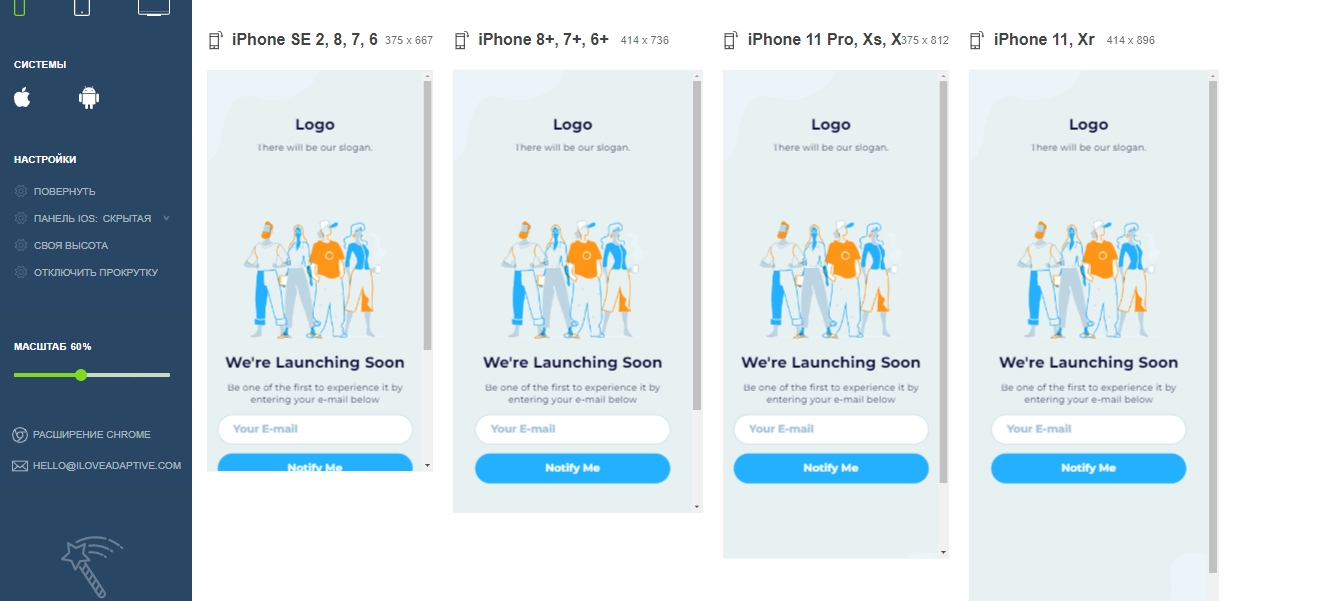 СИСТЕМЫ
НАСТРОЙКИ
ПОВЕРНУТЬ
ПАНЕЛЬ IOS: СКРЫТАЯ
СВОЯ ВЫСОТА
ОТКЛЮЧИТЬ ПРОКРУТКУ
МАСШТАБ 60%
РАСШИРЕНИЕ CHROME
HELLO@ILOVEADAPTIVE.COM
iPhone SE 2, 8, 7, 6 375 x 667
Logo
There will be our slogan.
We're Launching Soon
Be one of the first to experience it by
entering your e-mail below
Your E-mail
Notify Me
iPhone 8+, 7+, 6+ 414 x 736
Logo
There will be our slogan.
We're Launching Soon
Be one of the first to experience it by
entering your e-mail below
Your E-mail
Notify Me
iPhone 11 Pro, Xs, X 375 x 812
Logo
There will be our slogan.
We're Launching Soon
Be one of the first to experience it by
entering your e-mail below
Your E-mail
Notify Me
iPhone 11, Xr 414 x 896
Logo
There will be our slogan.
We're Launching Soon
Be one of the first to experience it by
entering your e-mail below
Your E-mail
Notify Me